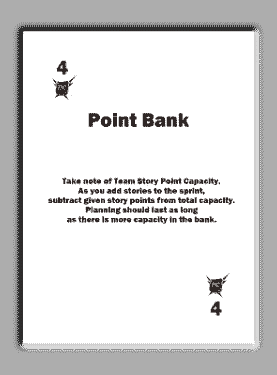 4
Point Bank
Take note of Team Story Point Capacity.
As you add stories to the sprint,
subtract given story points from total capacity.
Planning should last as long
as there is more capacity in the bank.
4